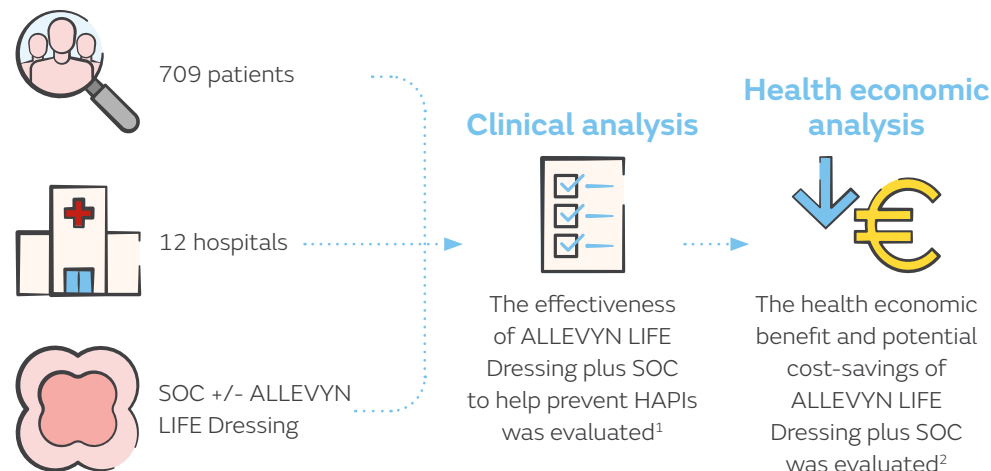 709 patients
12 hospitals
SOC +/- ALLEVYN
LIFE Dressing
Clinical analysis
The effectiveness
of ALLEVYN LIFE
Dressing plus SOC
to help prevent HAPIs
was evaluated¹
Health economic
analysis
The health economic
benefit and potential
cost-savings of
ALLEVYN LIFE
Dressing plus SOC
was evaluated²